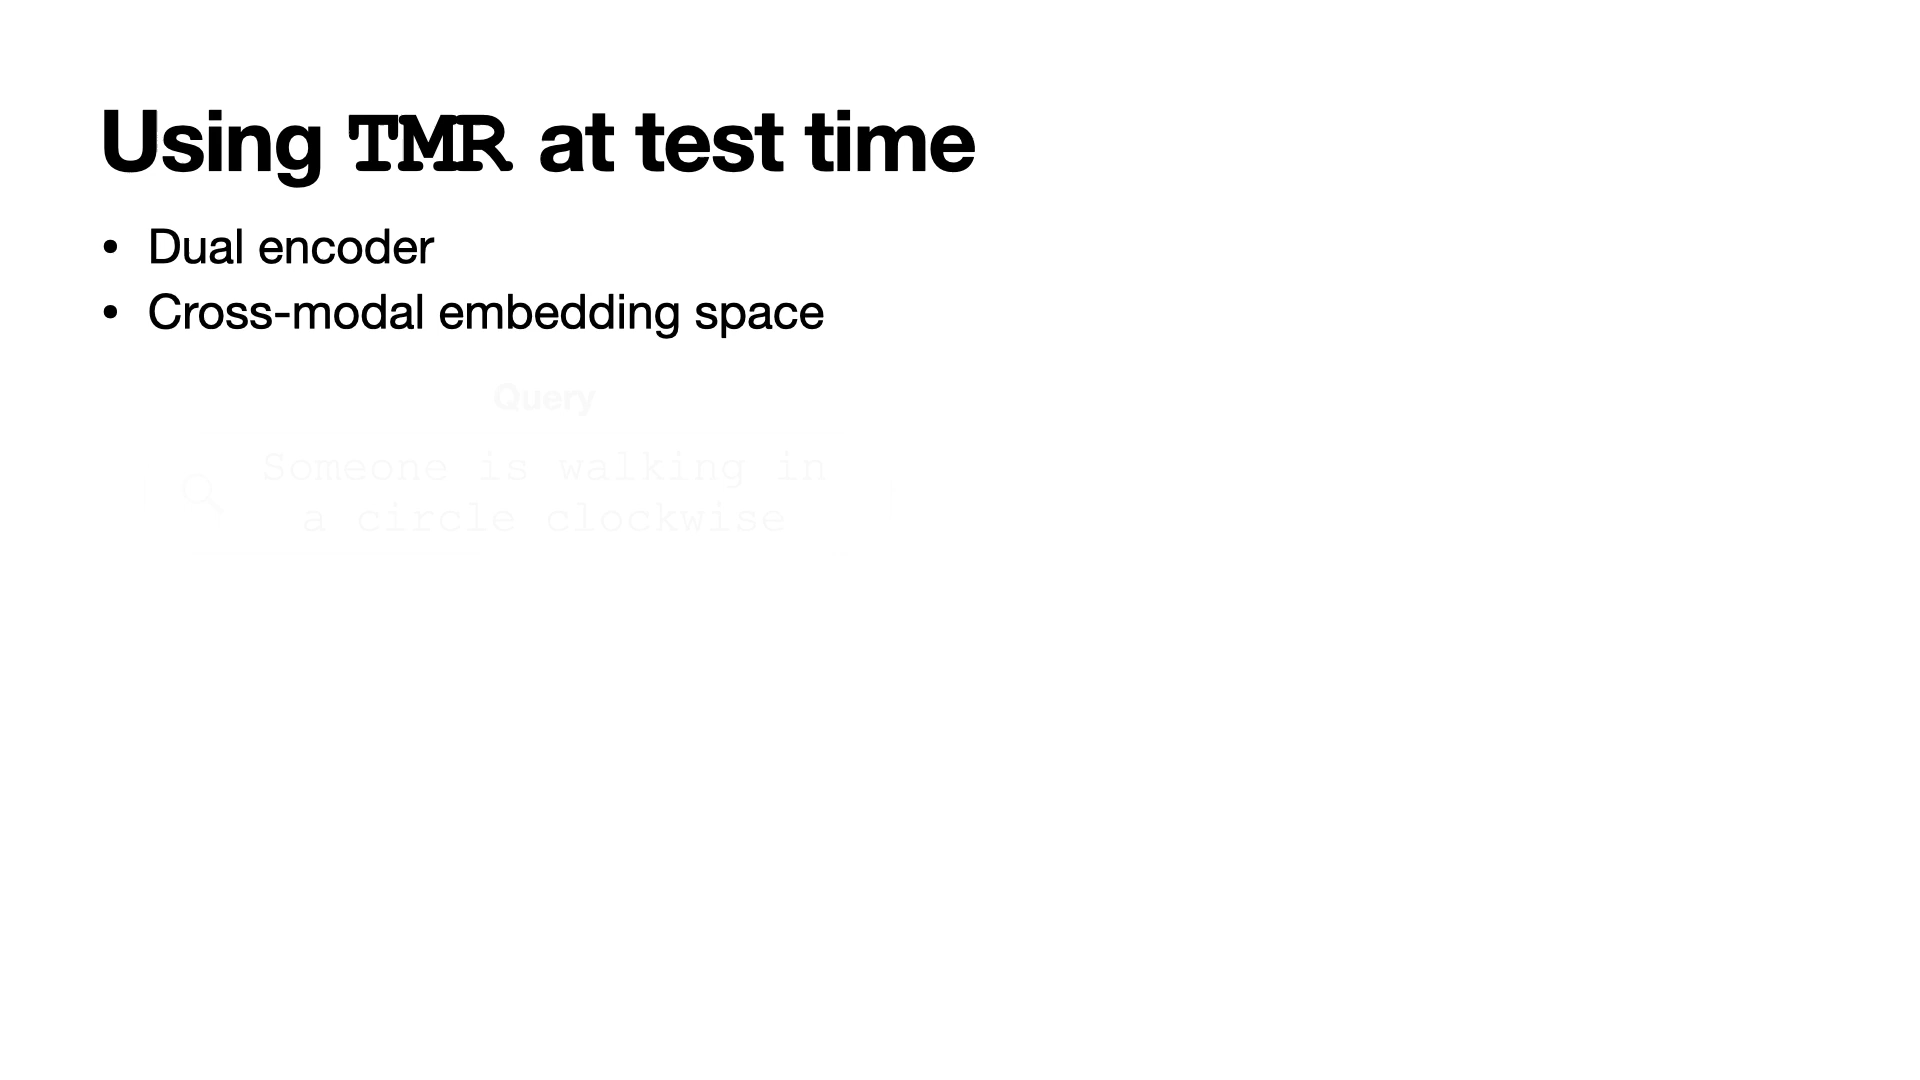 Using TMR at test time
• Dual encoder
• Cross-modal embedding space
Query
Someone is walking in
a circle clockwise